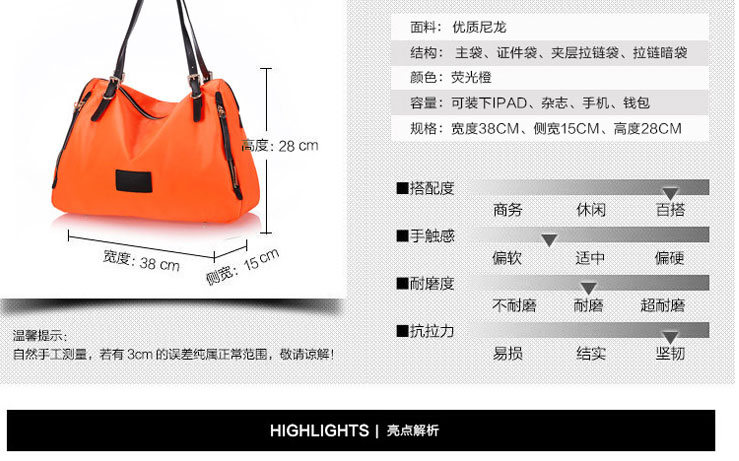 高度：28 cm
宽度：38 cm
侧宽：15 cm
温馨提示：
自然手工测量，若有 3cm 的误差纯属正常范围，敬请谅解！
面料： 优质尼龙
结构： 主袋、证件袋、夹层拉链袋、拉链暗袋
颜色：荧光橙
容量：可装下IPAD、杂志、手机、钱包
规格：宽度38CM、侧宽15CM、高度28CM
■搭配度
商务 休闲 百搭
■手触感
偏软 适中 偏硬
■耐磨度
不耐磨 耐磨 超耐磨
■抗拉力
易损 结实 坚韧
HIGHLIGHTS | 亮点解析